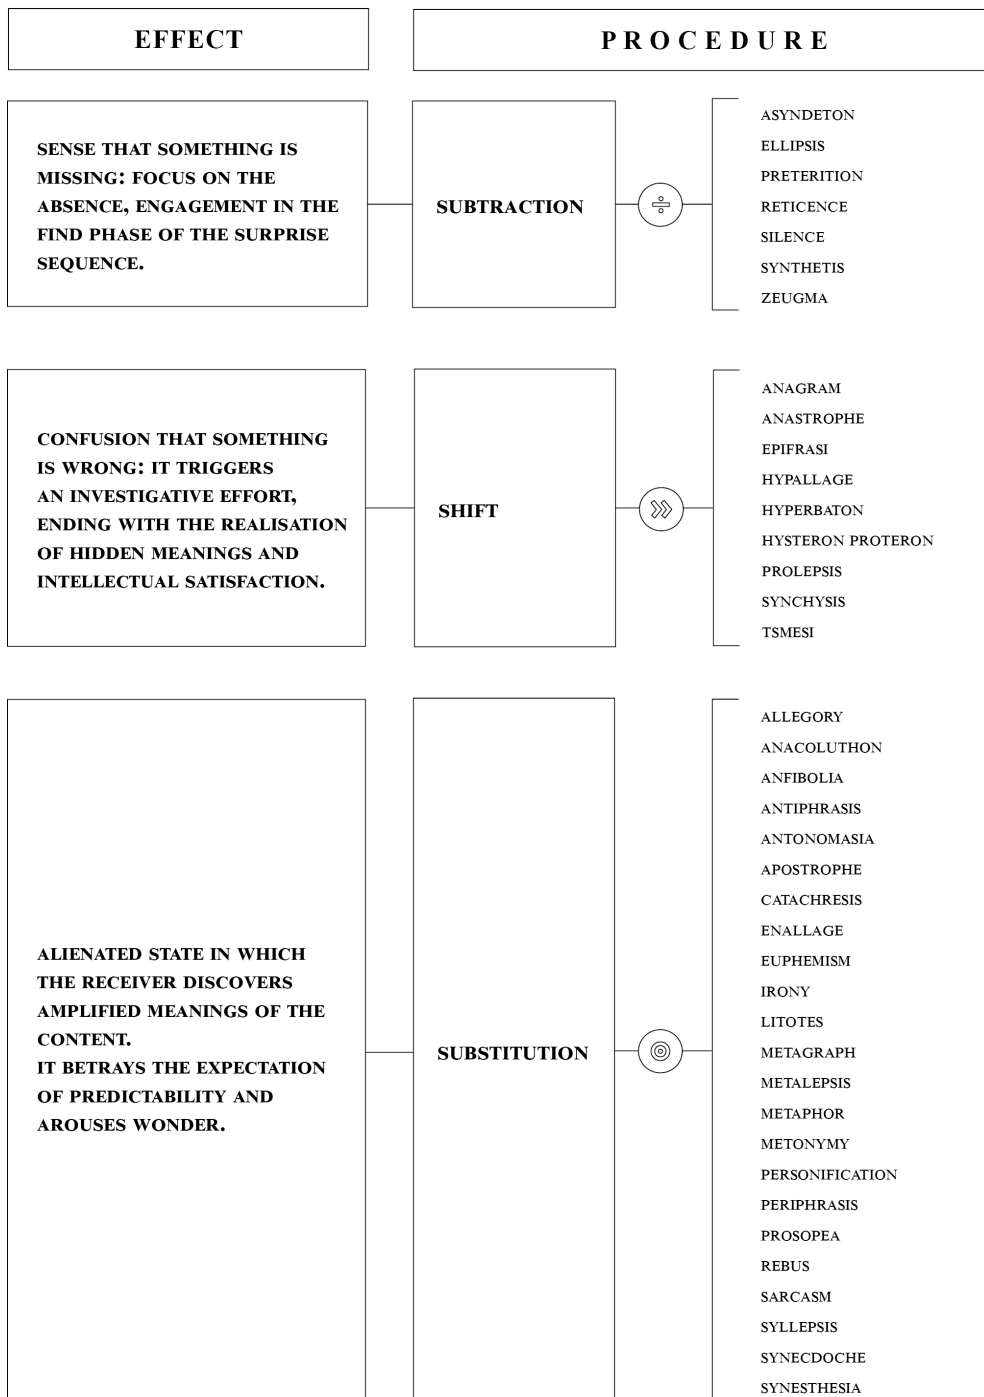 EFFECT
PROCEDURE
SENSE THAT SOMETHING IS
MISSING: FOCUS ON THE
ABSENCE, ENGAGEMENT IN THE
FIND PHASE OF THE SURPRISE
SEQUENCE.
SUBTRACTION
ASYNDETON
ELLIPSIS
PRETERITION
RETICENCE
SILENCE
SYNTHETIS
ZEUGMA
CONFUSION THAT SOMETHING
IS WRONG: IT TRIGGERS
AN INVESTIGATIVE EFFORT,
ENDING WITH THE REALISATION
OF HIDDEN MEANINGS AND
INTELLECTUAL SATISFACTION.
SHIFT
ANAGRAM
ANASTROPHE
EPIFRASI
HYPALLAGE
HYPERBATON
HYSTERON PROTERON
PROLEPSIS
SYNCHYSIS
TSMESI
ALIENATED STATE IN WHICH
THE RECEIVER DISCOVERS
AMPLIFIED MEANINGS OF THE
CONTENT.
IT BETRAYS THE EXPECTATION
OF PREDICTABILITY AND
AROUSES WONDER.
SUBSTITUTION
ALLEGORY
ANACOLUTHON
ANFIBOLIA
ANTIPHRASIS
ANTONOMASIA
APOSTROPHE
CATACHRESIS
ENALLAGE
EUPHEMISM
IRONY
LITOTES
METAGRAPH
METALEPSIS
METAPHOR
METONYMY
PERSONIFICATION
PERIPHRASIS
PROSOPEA
REBUS
SARCASM
SYLLEPSIS
SYNECDOCHE
SYNESTHESIA